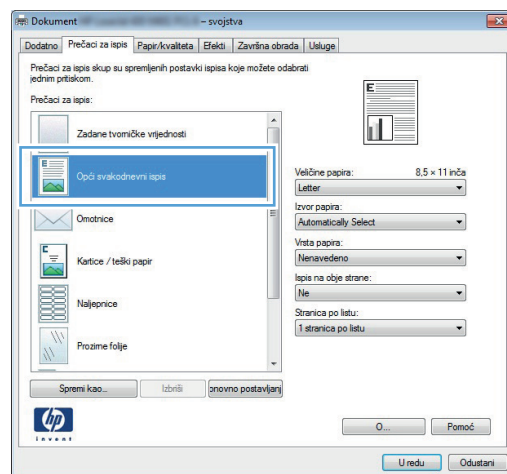 Dokument – svojstva
Dodatno Prečaci za ispis Papir/kvaliteta Efekti Završna obrada Usluge
Prečaci za ispis skup su spremljenih postavki ispisa koje možete odabrati
jednim pritiskom.
Prečaci za ispis:
Zadane tvorničke vrijednosti
Opći svakodnevni ispis
Omotnice
Kartice / teški papir
Naljepnice
Prozirne folije
Spremi kao...
Izbriši
onovno postavljanj
E
Veličine papira: 8,5 × 11 inča
Letter
Izvor papira:
Automatically Select
Vrsta papira:
Nenavedeno
Ispis na obje strane:
Ne
Stranica po listu:
1 stranica po listu
hp
invent
O...
Pomoć
U redu
Odustani